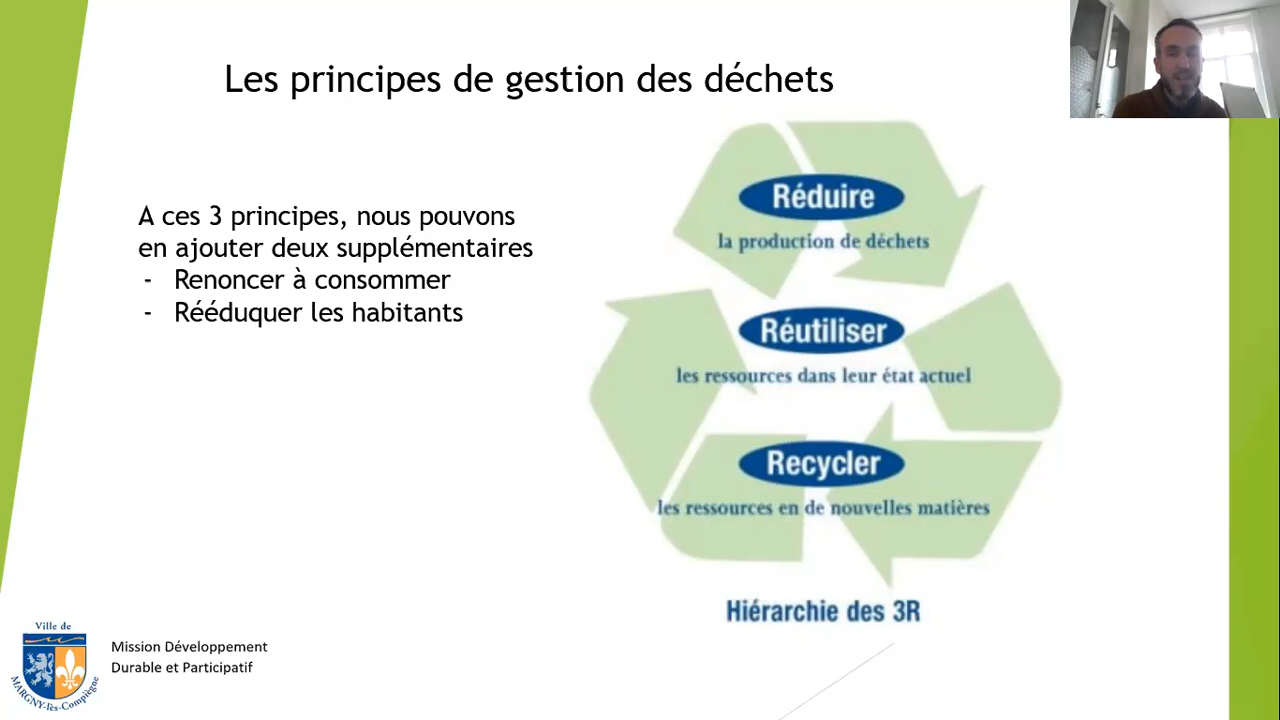 Les principes de gestion des déchets
A ces 3 principes, nous pouvons
en ajouter deux supplémentaires
- Renoncer à consommer
- Rééduquer les habitants
Réduire
la production de déchets
Réutiliser
les ressources dans leur état actuel
Recycler
les ressources en de nouvelles matières
Hiérarchie des 3R
Ville de
MARGNY-lès-Compiègne
Mission Développement
Durable et Participatif